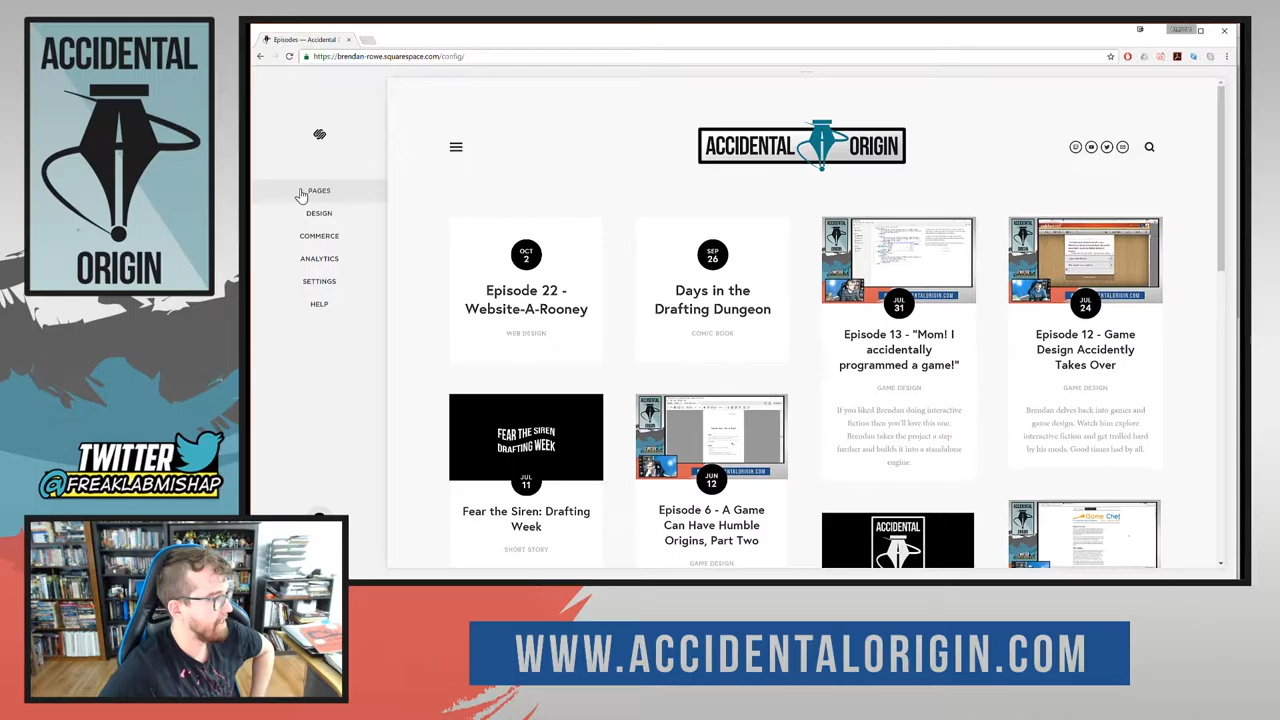 ACCIDENTAL
ORIGIN
TWITTER
@FREAKLABMISHAP
Episodes — Accidental O
https://brendan-rowe.squarespace.com/config/
PAGES
DESIGN
COMMERCE
ANALYTICS
SETTINGS
HELP
ACCIDENTAL ORIGIN
OCT
2
Episode 22 -
Website-A-Rooney
WEB DESIGN
SEP
26
Days in the
Drafting Dungeon
COMIC BOOK
JUL
31
Episode 13 - "Mom! I
accidentally
programmed a game!"
GAME DESIGN
If you liked Brendan doing interactive
fiction then you'll love this one.
Brendan takes the project a step
further and builds it into a standalone
engine.
JUL
24
Episode 12 - Game
Design Accidently
Takes Over
GAME DESIGN
Brendan delves back into games and
game design. Watch him explore
interactive fiction and get trolled hard
by his mods. Good times had by all.
FEAR THE SIREN
DRAFTING WEEK
JUL
11
Fear the Siren: Drafting
Week
SHORT STORY
JUN
12
Episode 6 - A Game
Can Have Humble
Origins, Part Two
GAME DESIGN
ACCIDENTAL
Game Chef
WWW.ACCIDENTALORIGIN.COM